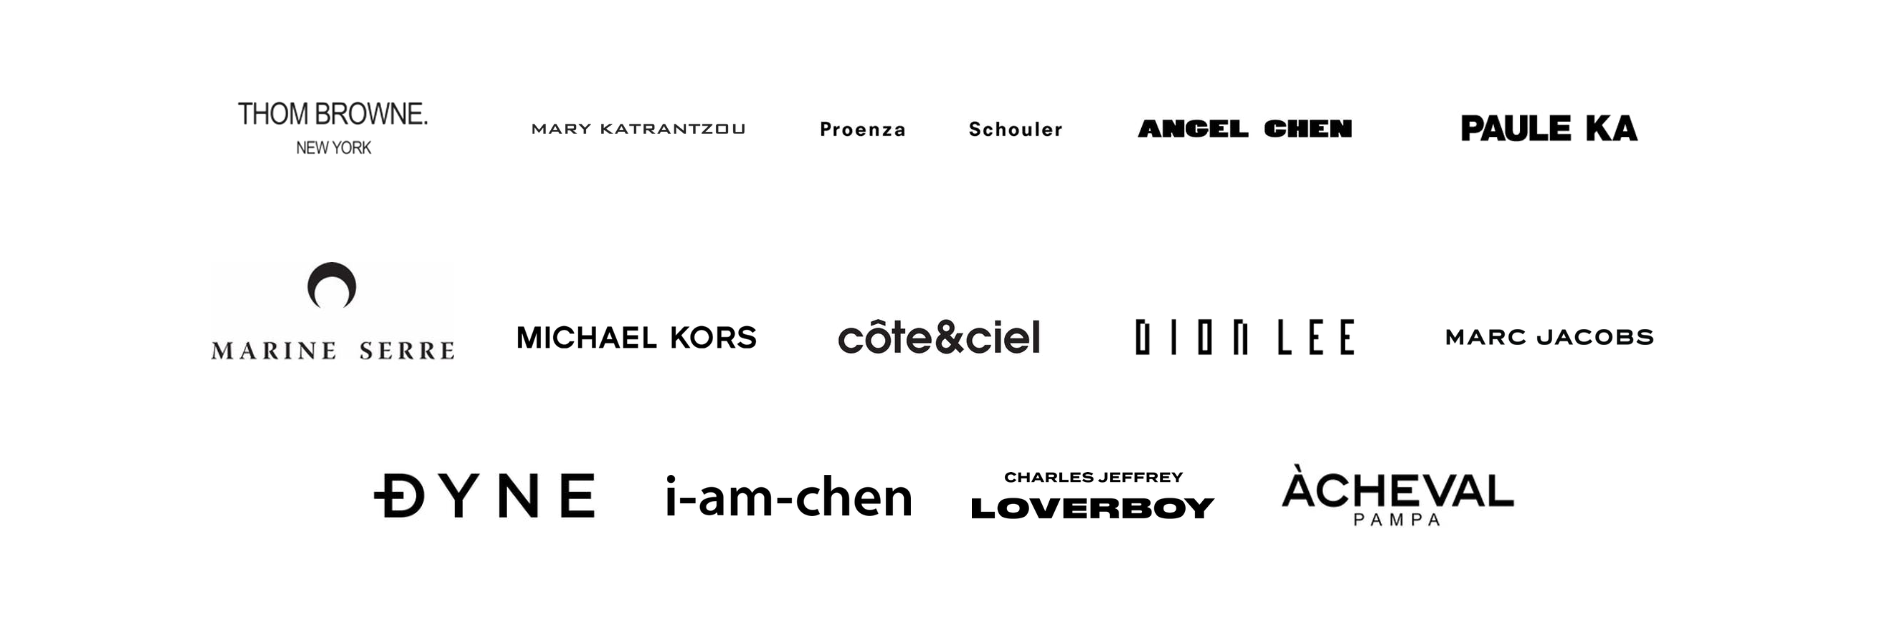 THOM BROWNE.
NEW YORK
MARY KATRANTZOU
Proenza Schouler
ANGEL CHEN
PAULE KA
MARINE SERRE
MICHAEL KORS
côte&ciel
DION LEE
MARC JACOBS
ĐYNE
i-am-chen
CHARLES JEFFREY
LOVERBOY
ÀCHEVAL
PAMPA